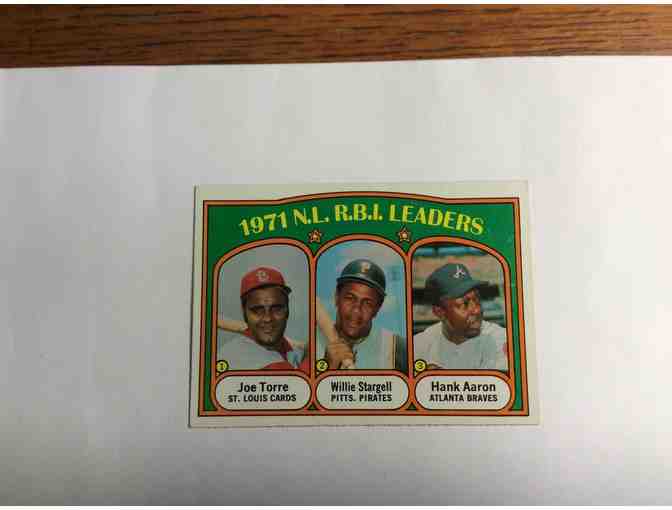 1971 N.L. R.B.I. LEADERS
1
Joe Torre
ST. LOUIS CARDS
2
Willie Stargell
PITTS. PIRATES
3
Hank Aaron
ATLANTA BRAVES